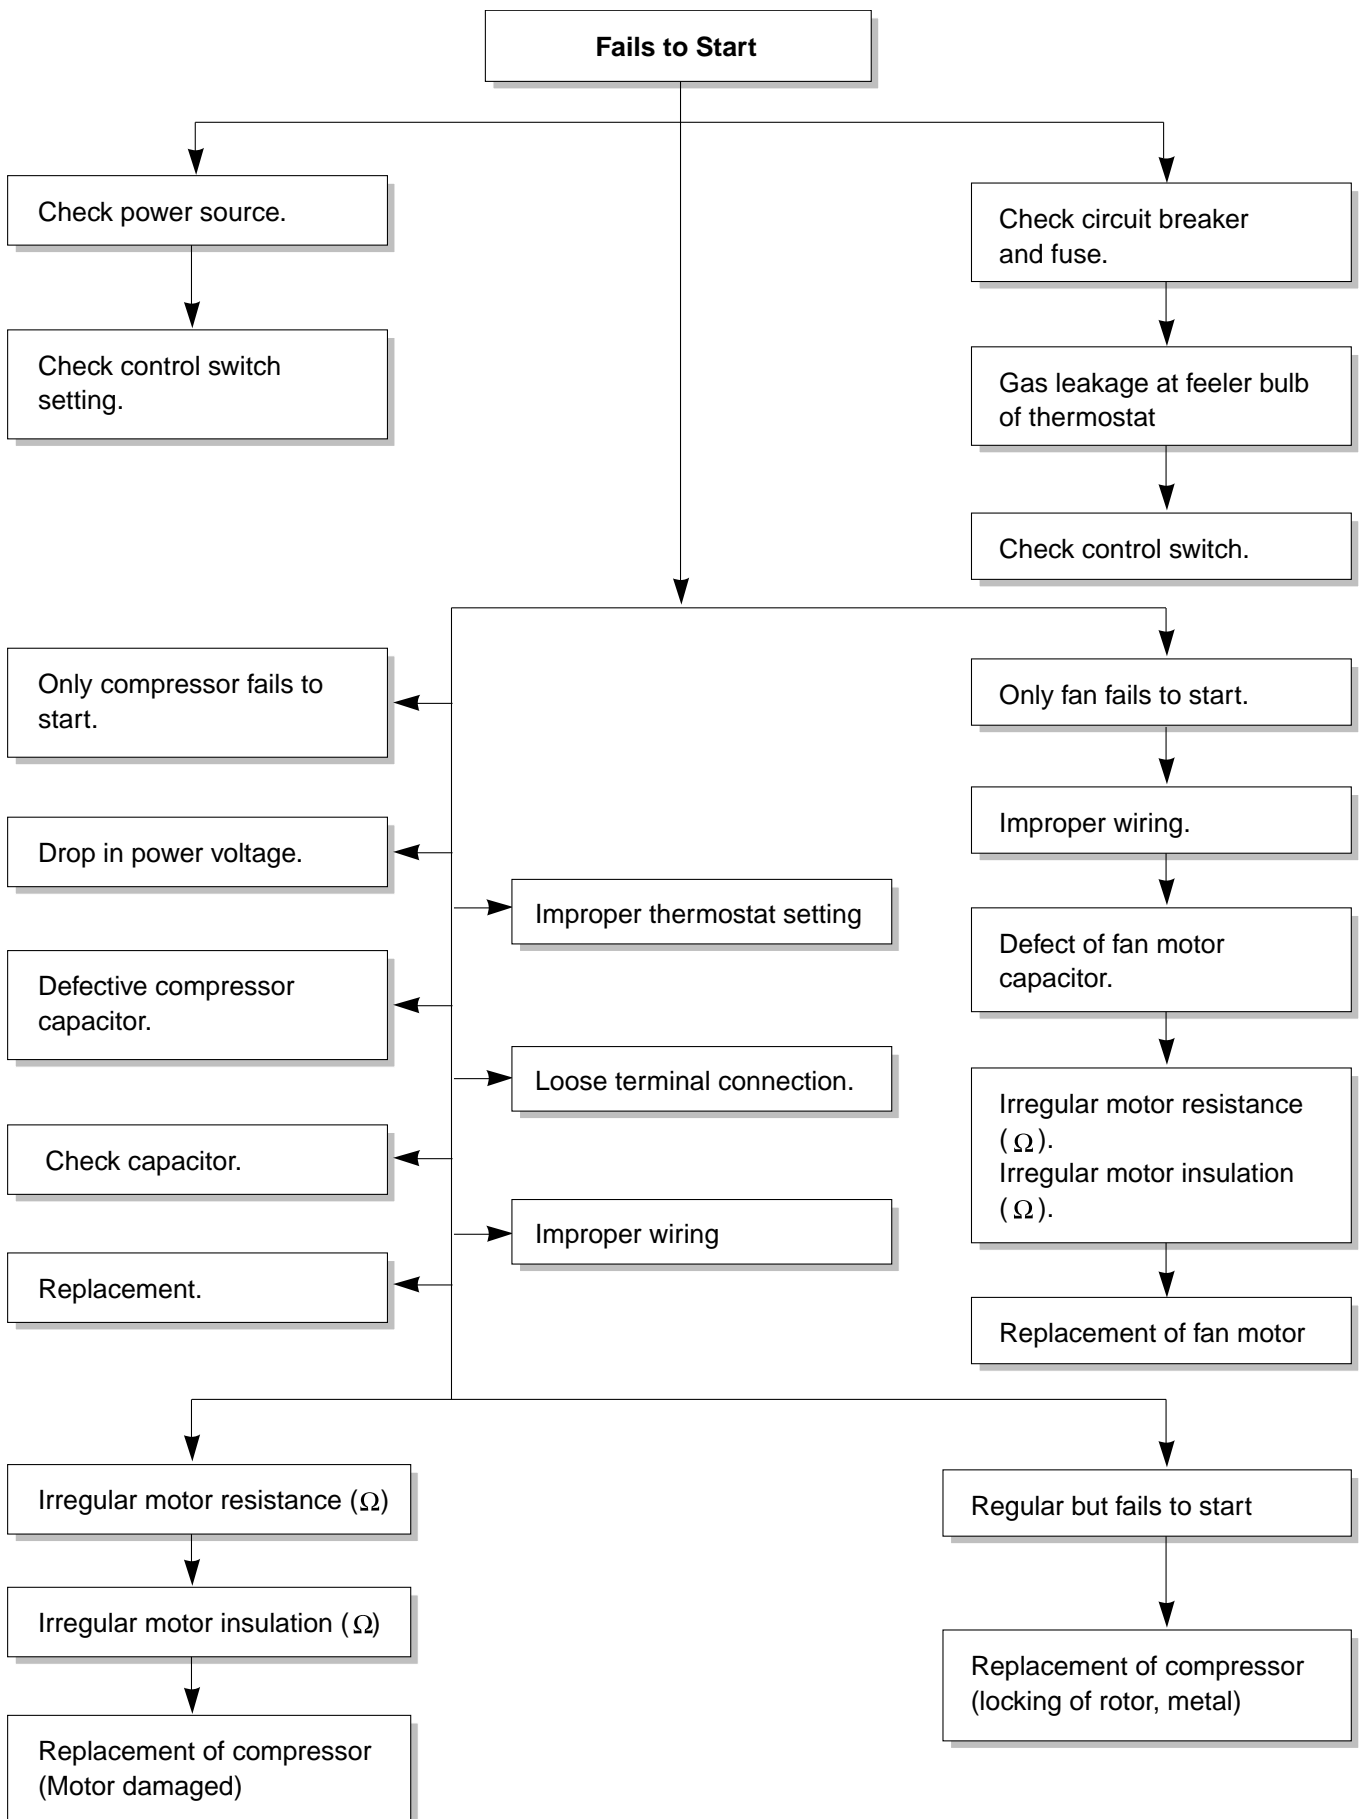 Fails to Start
Check power source.
Check control switch
setting.
Check circuit breaker
and fuse.
Gas leakage at feeler bulb
of thermostat
Check control switch.
Only compressor fails to
start.
Drop in power voltage.
Defective compressor
capacitor.
Check capacitor.
Replacement.
Improper thermostat setting
Loose terminal connection.
Improper wiring
Only fan fails to start.
Improper wiring.
Defect of fan motor
capacitor.
Irregular motor resistance
(Ω).
Irregular motor insulation
(Ω).
Replacement of fan motor
Irregular motor resistance (Ω)
Irregular motor insulation (Ω)
Replacement of compressor
(Motor damaged)
Regular but fails to start
Replacement of compressor
(locking of rotor, metal)